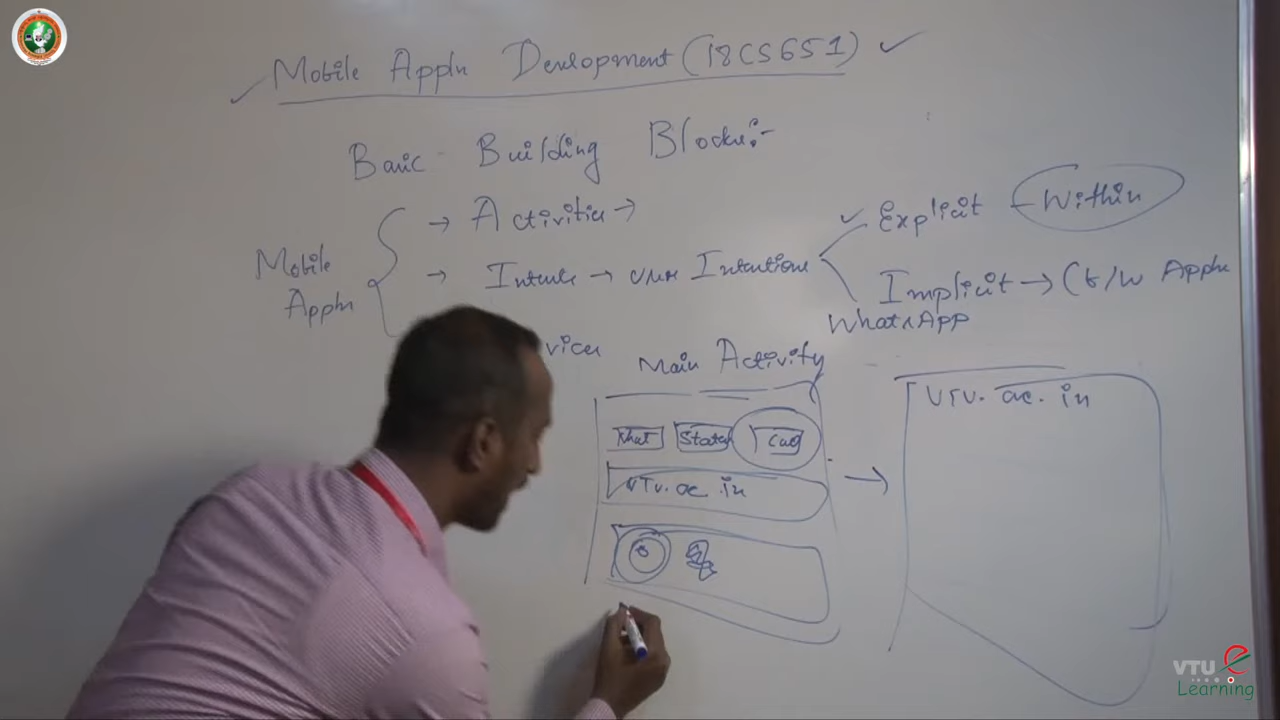 Mobile Appln Development (18CS651)
Basic Building Blocks:-
Mobile Appln
→ Activities →
→ Intents → user Intentions
vices
Explicit - Within
Implicit → (b/w Appln
WhatsApp
Main Activity
Chat Status Call
VTU. ac. in
VTU. ac. in
VTU e
Learning